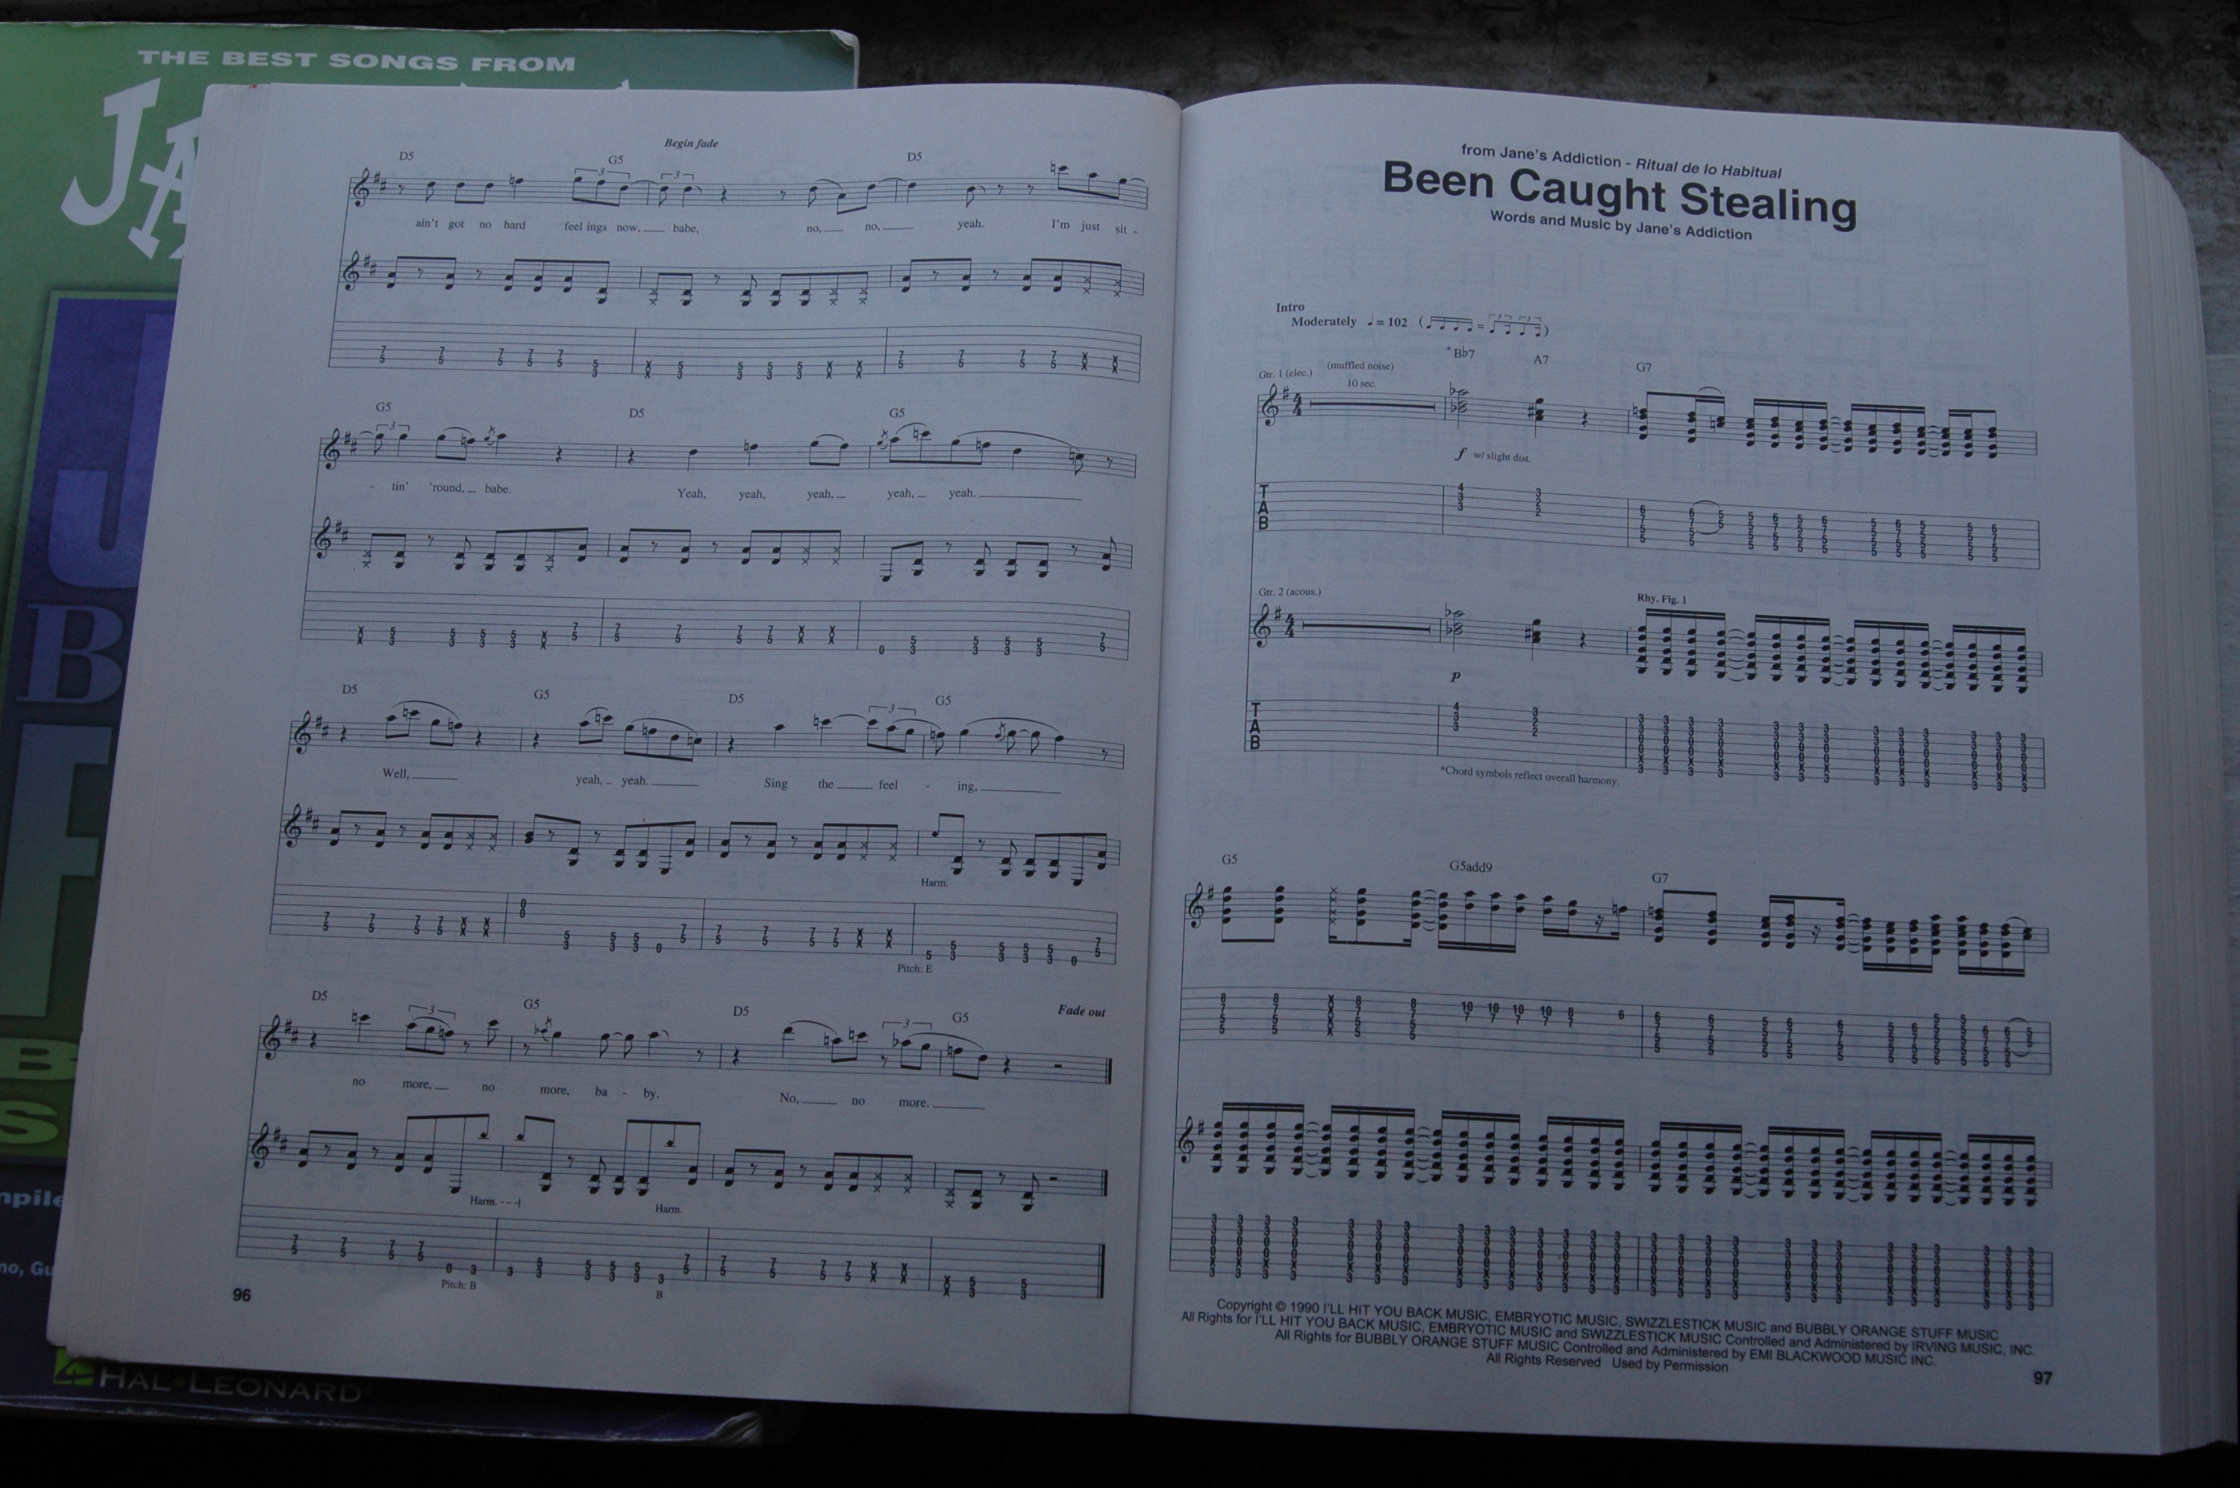 THE BEST SONGS FROM
Begin fade
D5 G5 D5
ain't got no hard feel ings now, babe, no, no, yeah. I'm just sit -
G5 D5 G5
- tin' 'round, babe. Yeah, yeah, yeah, yeah, yeah.
D5 G5 D5 G5
Well, yeah, yeah. Sing the feel - ing,
Harm.
Pitch: E
D5 G5 D5 G5 Fade out
no more, no more, ba - by. No, no more.
Harm. Harm.
Pitch: B B
96
HAL•LEONARD
from Jane's Addiction - Ritual de lo Habitual
Been Caught Stealing
Words and Music by Jane's Addiction
Intro
Moderately ♩ = 102
*Bb7 A7 G7
Gtr. 1 (elec.) (muffled noise)
10 sec.
f w/ slight dist.
TAB
Gtr. 2 (acous.) Rhy. Fig. 1
p
TAB
*Chord symbols reflect overall harmony.
G5 G5add9 G7
Copyright © 1990 I'LL HIT YOU BACK MUSIC, EMBRYOTIC MUSIC, SWIZZLESTICK MUSIC and BUBBLY ORANGE STUFF MUSIC
All Rights for I'LL HIT YOU BACK MUSIC, EMBRYOTIC MUSIC and SWIZZLESTICK MUSIC Controlled and Administered by IRVING MUSIC, INC.
All Rights for BUBBLY ORANGE STUFF MUSIC Controlled and Administered by EMI BLACKWOOD MUSIC INC.
All Rights Reserved Used by Permission
97